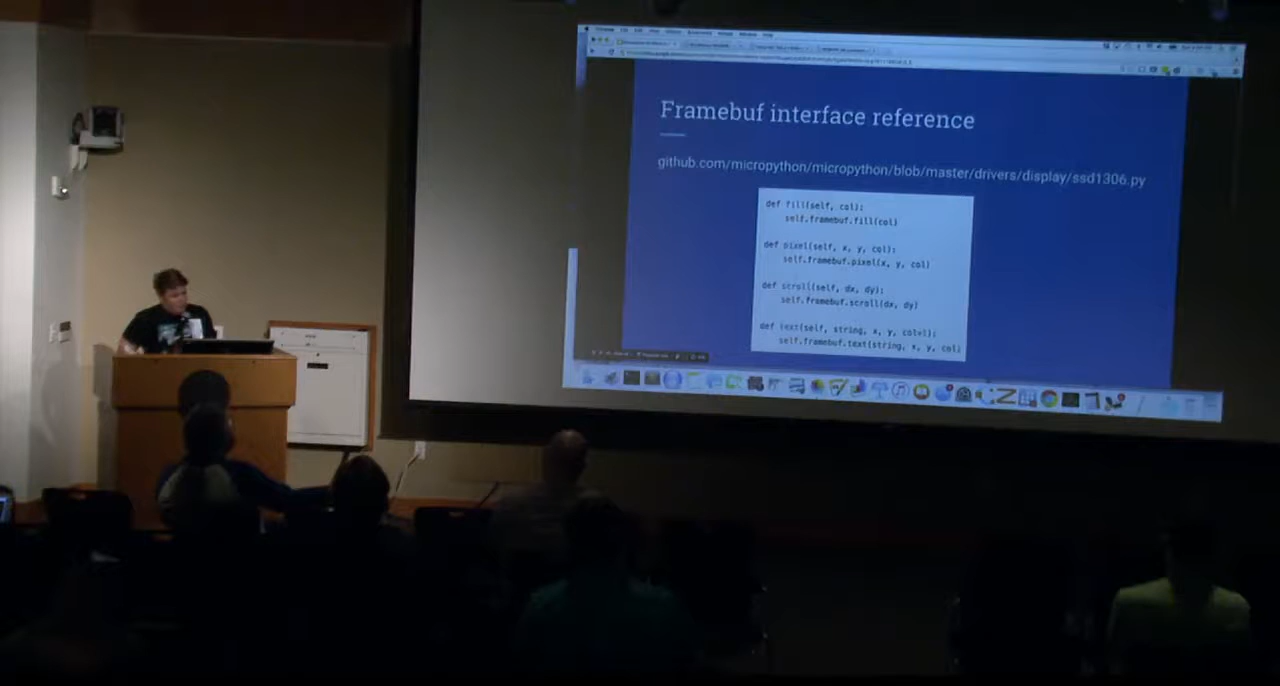 Framebuf interface reference
github.com/micropython/micropython/blob/master/drivers/display/ssd1306.py
def fill(self, col):
self.framebuf.fill(col)
def pixel(self, x, y, col):
self.framebuf.pixel(x, y, col)
def scroll(self, dx, dy):
self.framebuf.scroll(dx, dy)
def text(self, string, x, y, col=1):
self.framebuf.text(string, x, y, col)